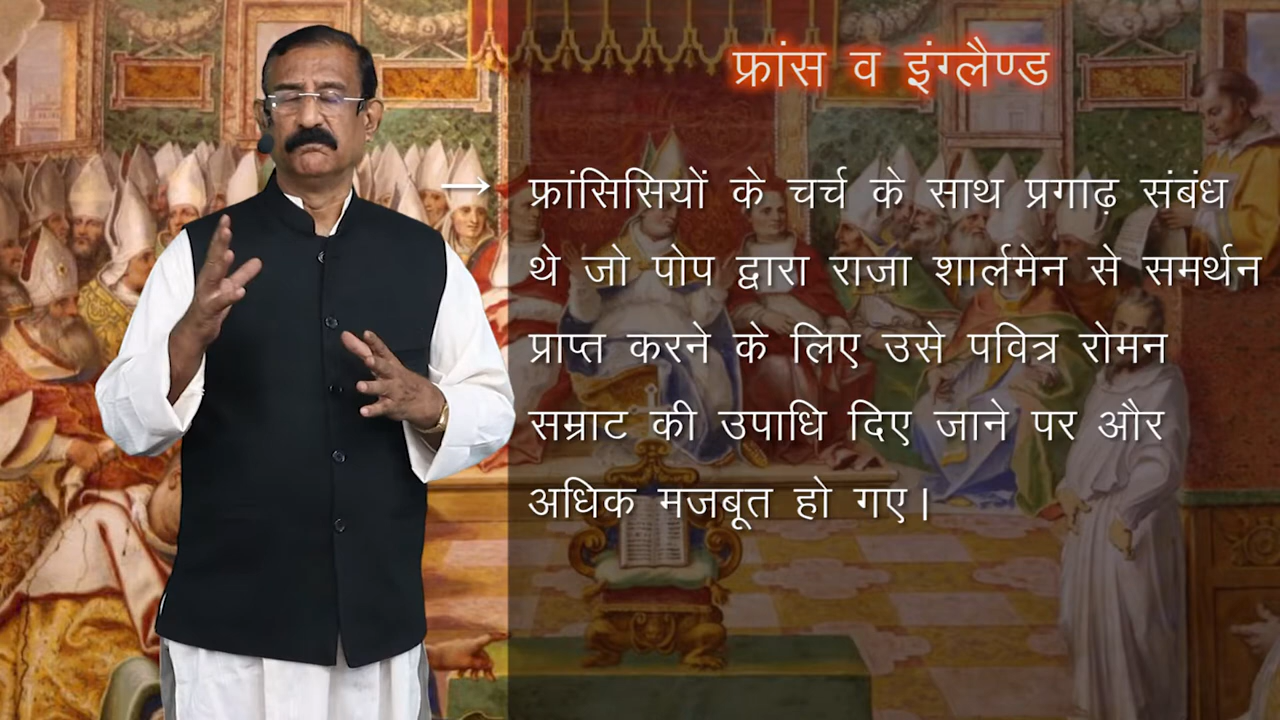 फ्रांस व इंग्लैण्ड
→ फ्रांसिसियों के चर्च के साथ प्रगाढ़ संबंध
थे जो पोप द्वारा राजा शार्लमेन से समर्थन
प्राप्त करने के लिए उसे पवित्र रोमन
सम्राट की उपाधि दिए जाने पर और
अधिक मजबूत हो गए।